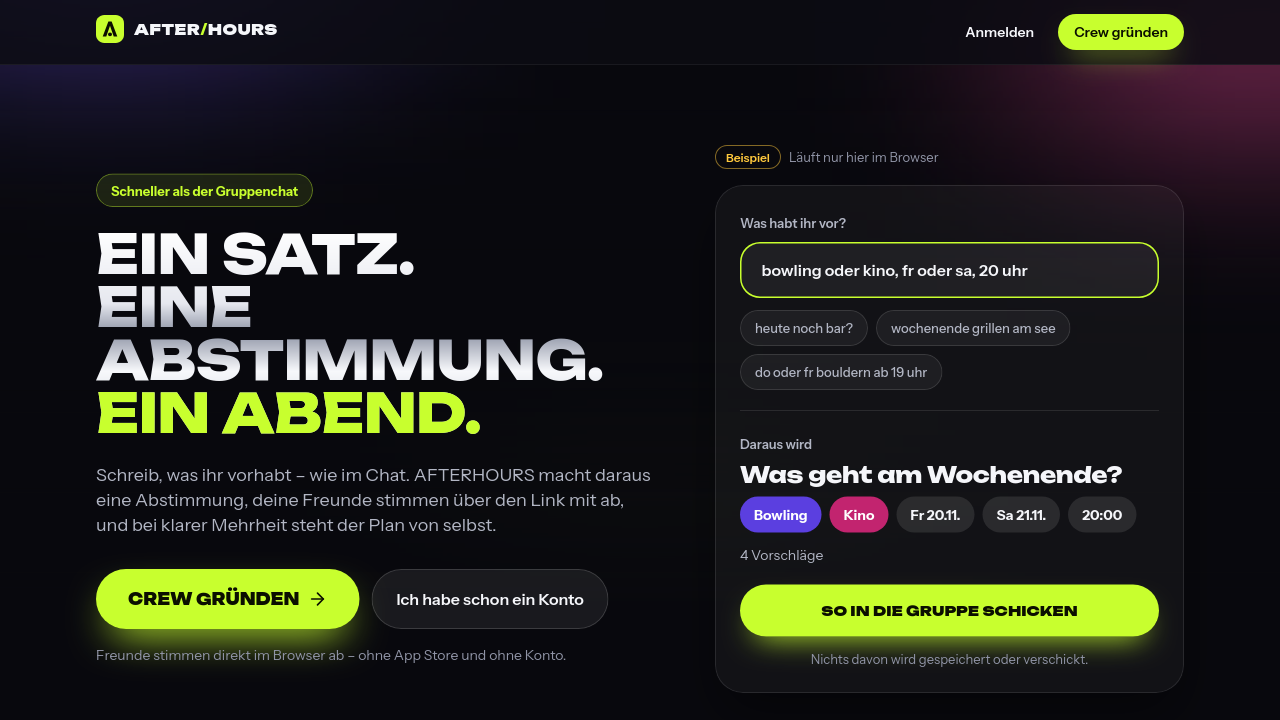 AFTER/HOURS
Anmelden
Crew gründen
Schneller als der Gruppenchat
EIN SATZ.
EINE
ABSTIMMUNG.
EIN ABEND.
Schreib, was ihr vorhabt – wie im Chat. AFTERHOURS macht daraus
eine Abstimmung, deine Freunde stimmen über den Link mit ab,
und bei klarer Mehrheit steht der Plan von selbst.
CREW GRÜNDEN →
Ich habe schon ein Konto
Freunde stimmen direkt im Browser ab – ohne App Store und ohne Konto.
Beispiel
Läuft nur hier im Browser
Was habt ihr vor?
bowling oder kino, fr oder sa, 20 uhr
heute noch bar?
wochenende grillen am see
do oder fr bouldern ab 19 uhr
Daraus wird
Was geht am Wochenende?
Bowling
Kino
Fr 20.11.
Sa 21.11.
20:00
4 Vorschläge
SO IN DIE GRUPPE SCHICKEN
Nichts davon wird gespeichert oder verschickt.